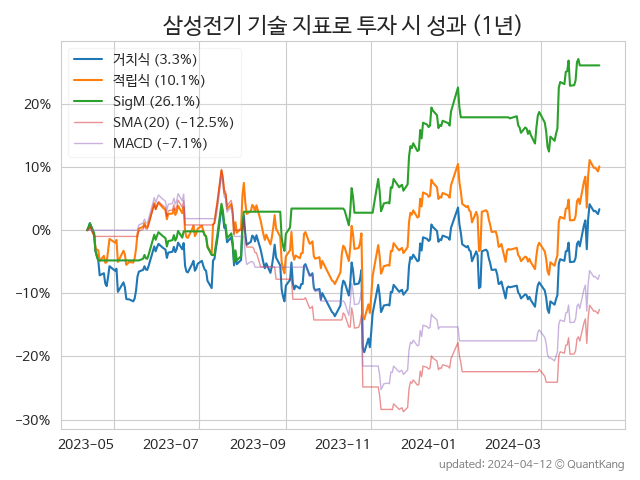 삼성전기 기술 지표로 투자 시 성과 (1년)
거치식 (3.3%)
적립식 (10.1%)
SigM (26.1%)
SMA(20) (−12.5%)
MACD (−7.1%)
20%
10%
0%
−10%
−20%
−30%
2023-05 2023-07 2023-09 2023-11 2024-01 2024-03
updated: 2024-04-12 © QuantKang